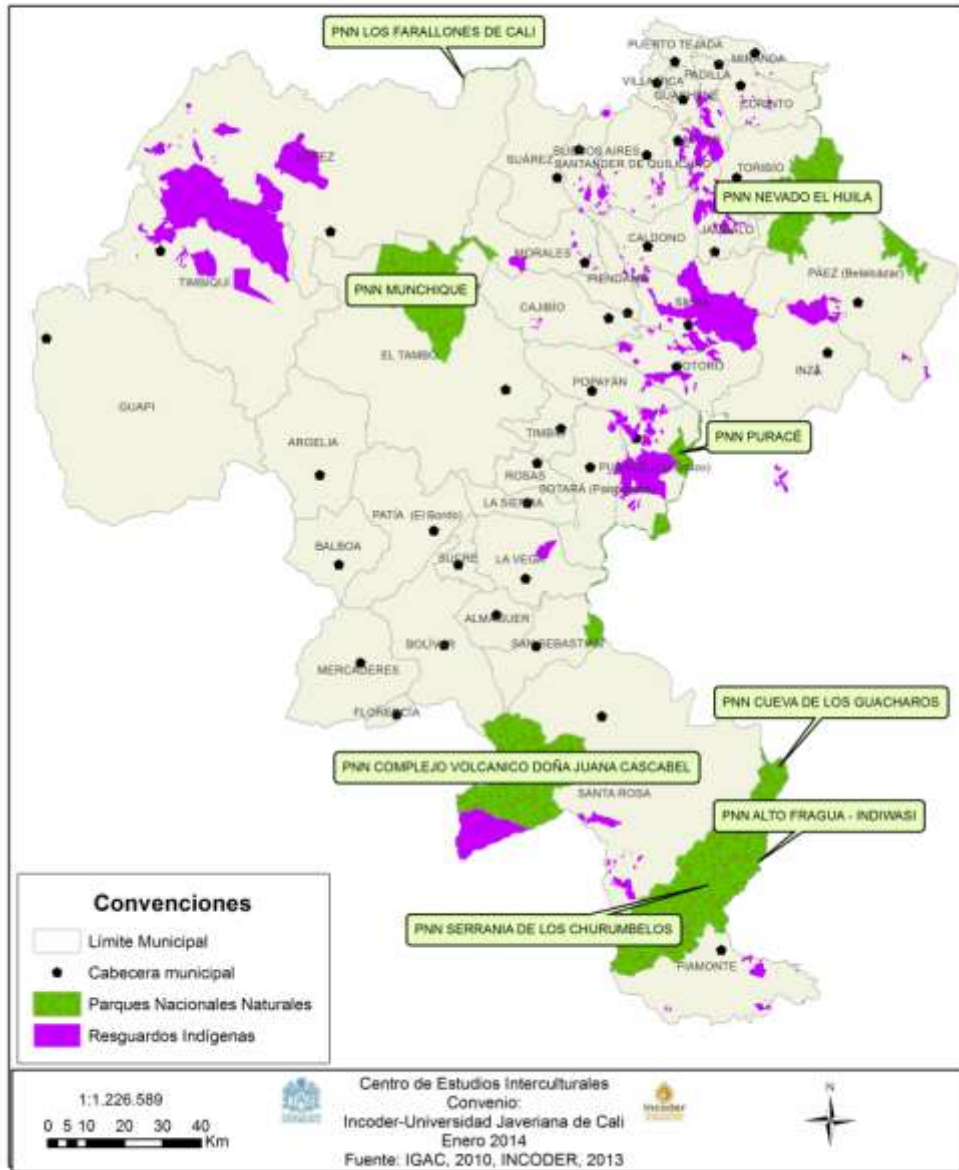 PNN LOS FARALLONES DE CALI
PUERTO TEJADA
MIRANDA
PADILLA
VILLA RICA
GUACHENÉ
CORINTO
BUENOS AIRES
SUÁREZ
SANTANDER DE QUILICHAO
TORIBÍO
PNN NEVADO EL HUILA
CALDONO
JAMBALÓ
MORALES
PIENDAMÓ
PÁEZ (Belalcázar)
TIMBIQUÍ
PNN MUNCHIQUE
CAJIBÍO
SILVIA
EL TAMBO
TOTORÓ
INZÁ
POPAYÁN
GUAPI
ARGELIA
TIMBÍO
PNN PURACÉ
ROSAS
LA SIERRA
PATÍA (El Bordo)
BALBOA
SUCRE
LA VEGA
ALMAGUER
BOLÍVAR
SAN SEBASTIÁN
MERCADERES
FLORENCIA
PNN CUEVA DE LOS GUACHAROS
PNN COMPLEJO VOLCANICO DOÑA JUANA CASCABEL
SANTA ROSA
PNN ALTO FRAGUA - INDIWASI
PNN SERRANIA DE LOS CHURUMBELOS
PIAMONTE
Convenciones
Límite Municipal
Cabecera municipal
Parques Nacionales Naturales
Resguardos Indígenas
1:1.226.589
0 5 10 20 30 40
Km
Centro de Estudios Interculturales
Convenio:
Incoder-Universidad Javeriana de Cali
Enero 2014
Fuente: IGAC, 2010, INCODER, 2013
Incoder
N